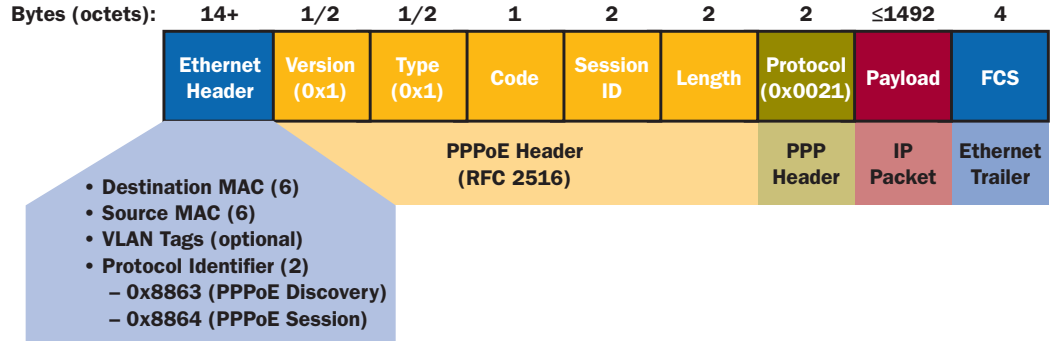 Bytes (octets): 14+ 1/2 1/2 1 2 2 2 ≤1492 4
Ethernet Header Version (0x1) Type (0x1) Code Session ID Length Protocol (0x0021) Payload FCS
PPPoE Header
(RFC 2516)
PPP
Header
IP
Packet
Ethernet
Trailer
• Destination MAC (6)
• Source MAC (6)
• VLAN Tags (optional)
• Protocol Identifier (2)
– 0x8863 (PPPoE Discovery)
– 0x8864 (PPPoE Session)